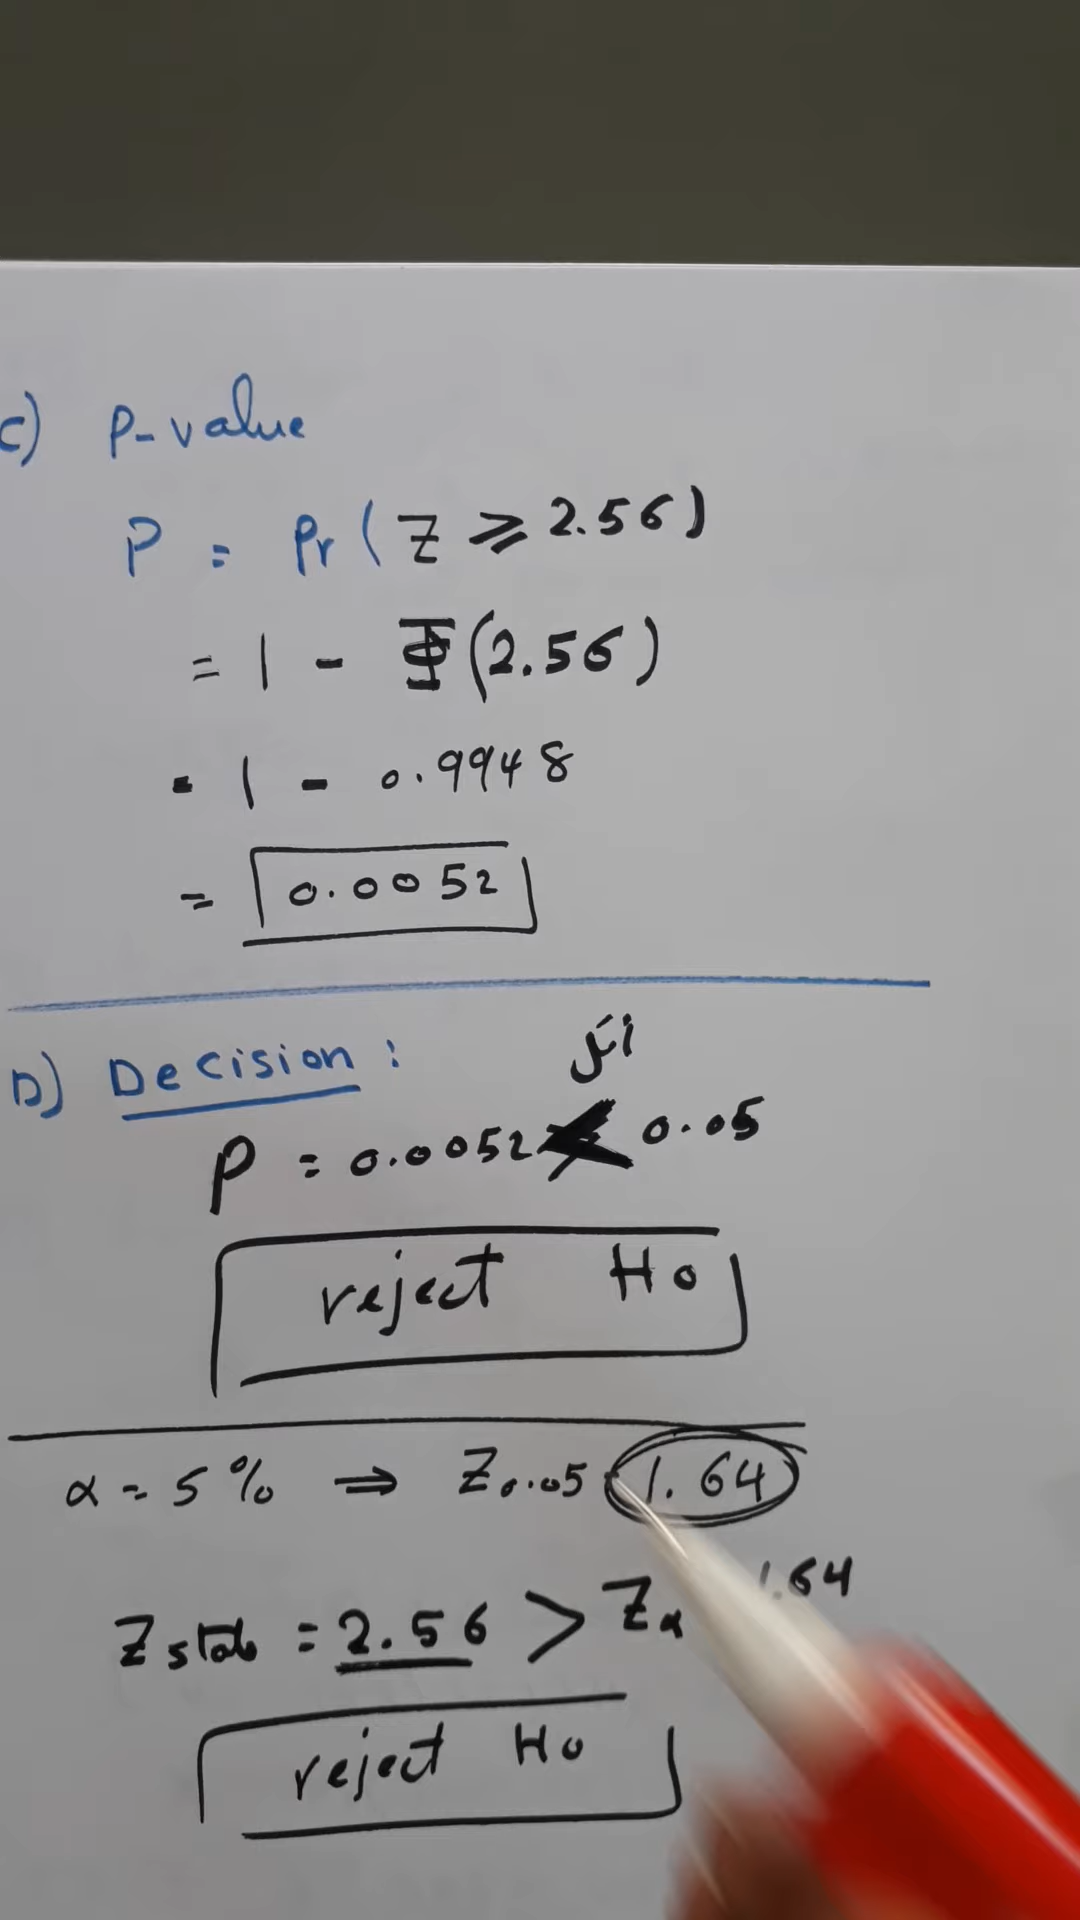 C) P-value
P = Pr ( Z ⩾ 2.56 )
= 1 - Φ (2.56)
= 1 - 0.9948
= 0.0052
D) Decision :
اقل
P = 0.0052 < 0.05
reject Ho
α = 5 % ⇒ Z0.05 1.64
Zstat = 2.56 > Zα 1.64
reject Ho